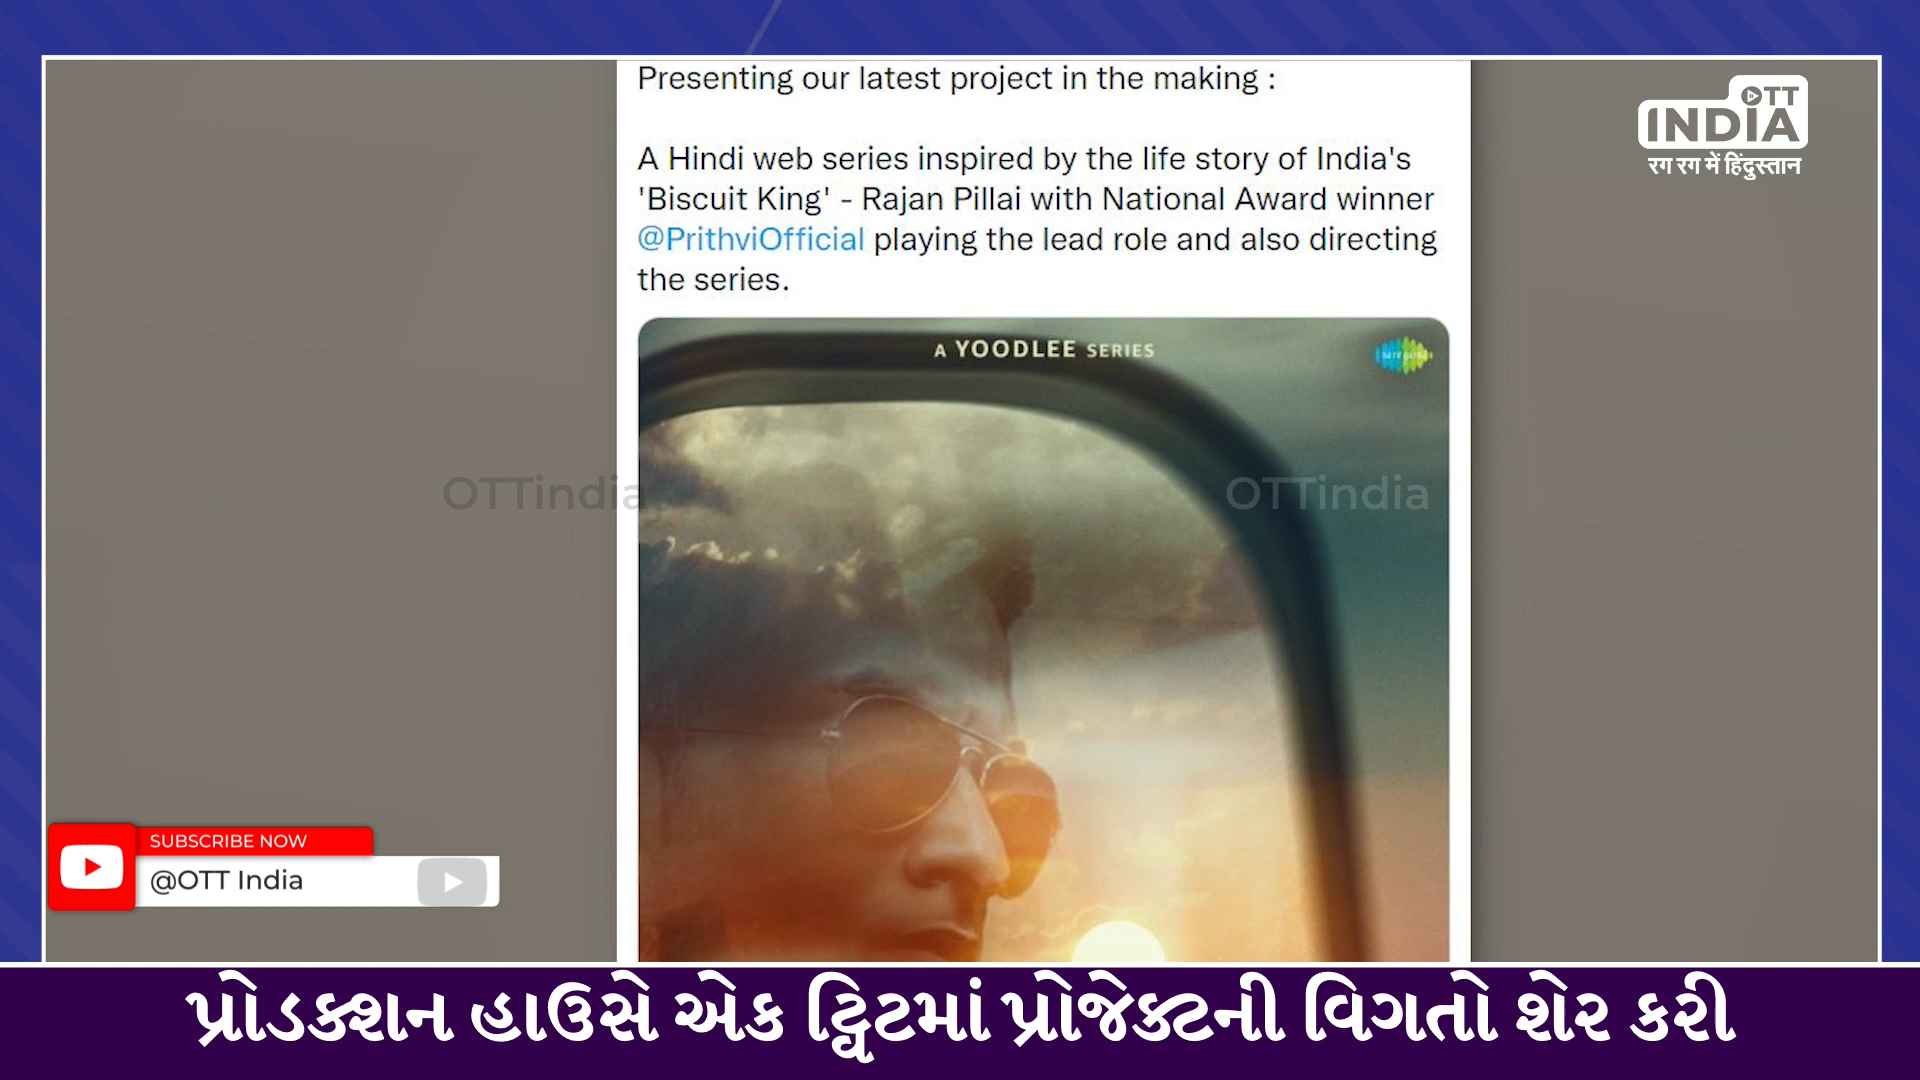 Presenting our latest project in the making :
A Hindi web series inspired by the life story of India's
'Biscuit King' - Rajan Pillai with National Award winner
@PrithviOfficial playing the lead role and also directing
the series.
A YOODLEE SERIES
OTT
INDIA
रग रग में हिंदुस्तान
OTTindia
OTTindia
SUBSCRIBE NOW
@OTT India
પ્રોડક્શન હાઉસે એક ટ્વિટમાં પ્રોજેક્ટની વિગતો શેર કરી